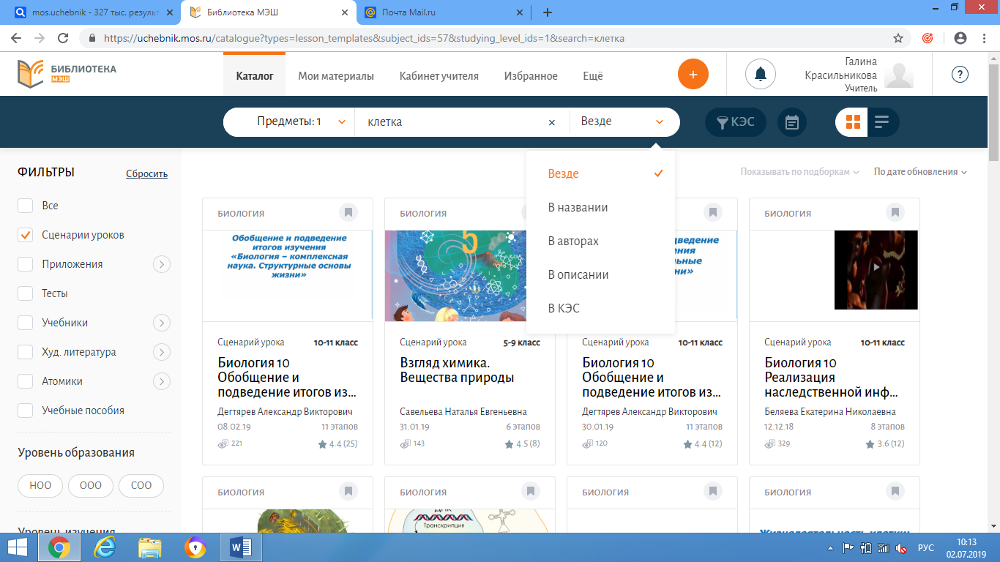 mos.uchebnik - 327 тыс. результ
Библиотека МЭШ
Почта Mail.ru
https://uchebnik.mos.ru/catalogue?types=lesson_templates&subject_ids=57&studying_level_ids=1&search=клетка
БИБЛИОТЕКА
МЭШ
Каталог
Мои материалы
Кабинет учителя
Избранное
Ещё
+
Галина
Красильникова
Учитель
?
Предметы: 1
клетка
Везде
КЭС
ФИЛЬТРЫ
Сбросить
Все
Сценарии уроков
Приложения
Тесты
Учебники
Худ. литература
Атомики
Учебные пособия
Уровень образования
НОО
ООО
СОО
Уровень изучения
Везде
В названии
В авторах
В описании
В КЭС
Показывать по подборкам
По дате обновления
БИОЛОГИЯ
Обобщение и подведение
итогов изучения
«Биология – комплексная
наука. Структурные основы
жизни»
Сценарий урока
10-11 класс
Биология 10
Обобщение и
подведение итогов из...
Дегтярев Александр Викторович
08.02.19
11 этапов
221
4.4 (25)
БИОЛОГИЯ
5
Сценарий урока
5-9 класс
Взгляд химика.
Вещества природы
Савельева Наталья Евгеньевна
31.01.19
6 этапов
143
4.5 (8)
дведение
ения
льные
ни»
Сценарий урока
10-11 класс
Биология 10
Обобщение и
подведение итогов из...
Дегтярев Александр Викторович
30.01.19
11 этапов
120
4.4 (12)
БИОЛОГИЯ
Сценарий урока
10-11 класс
Биология 10
Реализация
наследственной инф...
Беляева Екатерина Николаевна
12.12.18
8 этапов
329
3.6 (12)
БИОЛОГИЯ
БИОЛОГИЯ
ДНК
Транскрипция
БИОЛОГИЯ
БИОЛОГИЯ
Жизнедеятельность клетки
РУС
10:13
02.07.2019